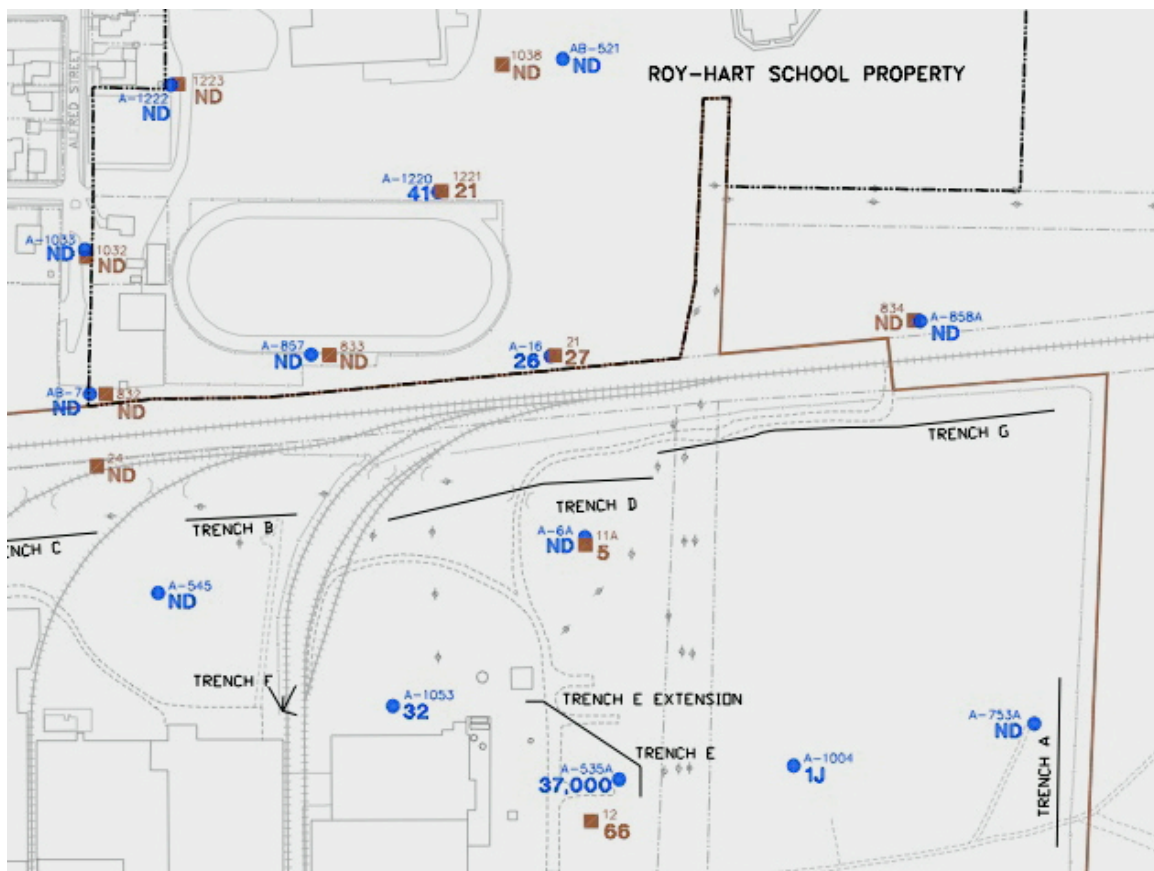 1038
ND
AB-521
ND
ROY-HART SCHOOL PROPERTY
ALFRED STREET
1223
ND
A-1222
ND
A-1220
41
1221
21
A-1033
ND
1032
ND
834
ND
A-858A
ND
A-857
ND
833
ND
A-16
26
21
27
AB-7
ND
832
ND
TRENCH G
24
ND
TRENCH D
TRENCH B
NCH C
A-6A
ND
11A
5
A-545
ND
TRENCH F
A-1053
32
TRENCH E EXTENSION
A-753A
ND
TRENCH E
TRENCH A
A-535A
37,000
A-1004
1J
12
66